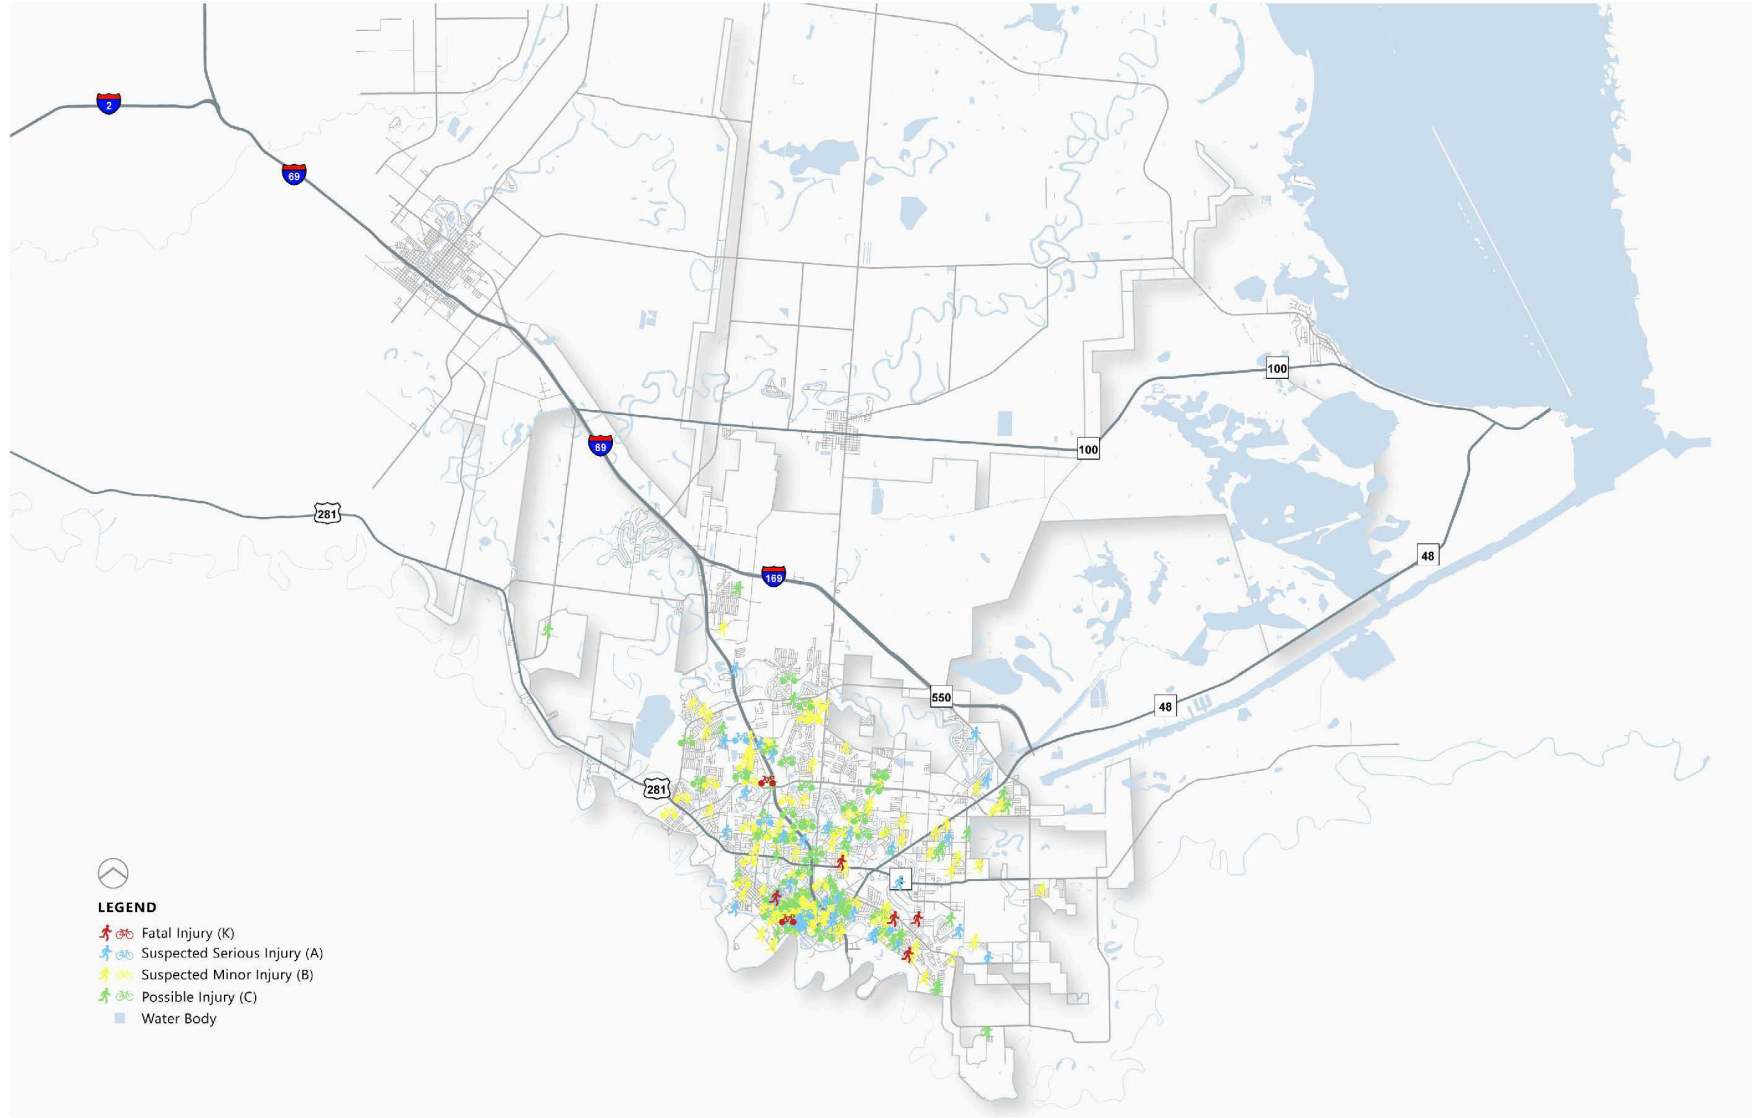 2
69
100
69
100
281
48
169
550
48
281
LEGEND
Fatal Injury (K)
Suspected Serious Injury (A)
Suspected Minor Injury (B)
Possible Injury (C)
Water Body